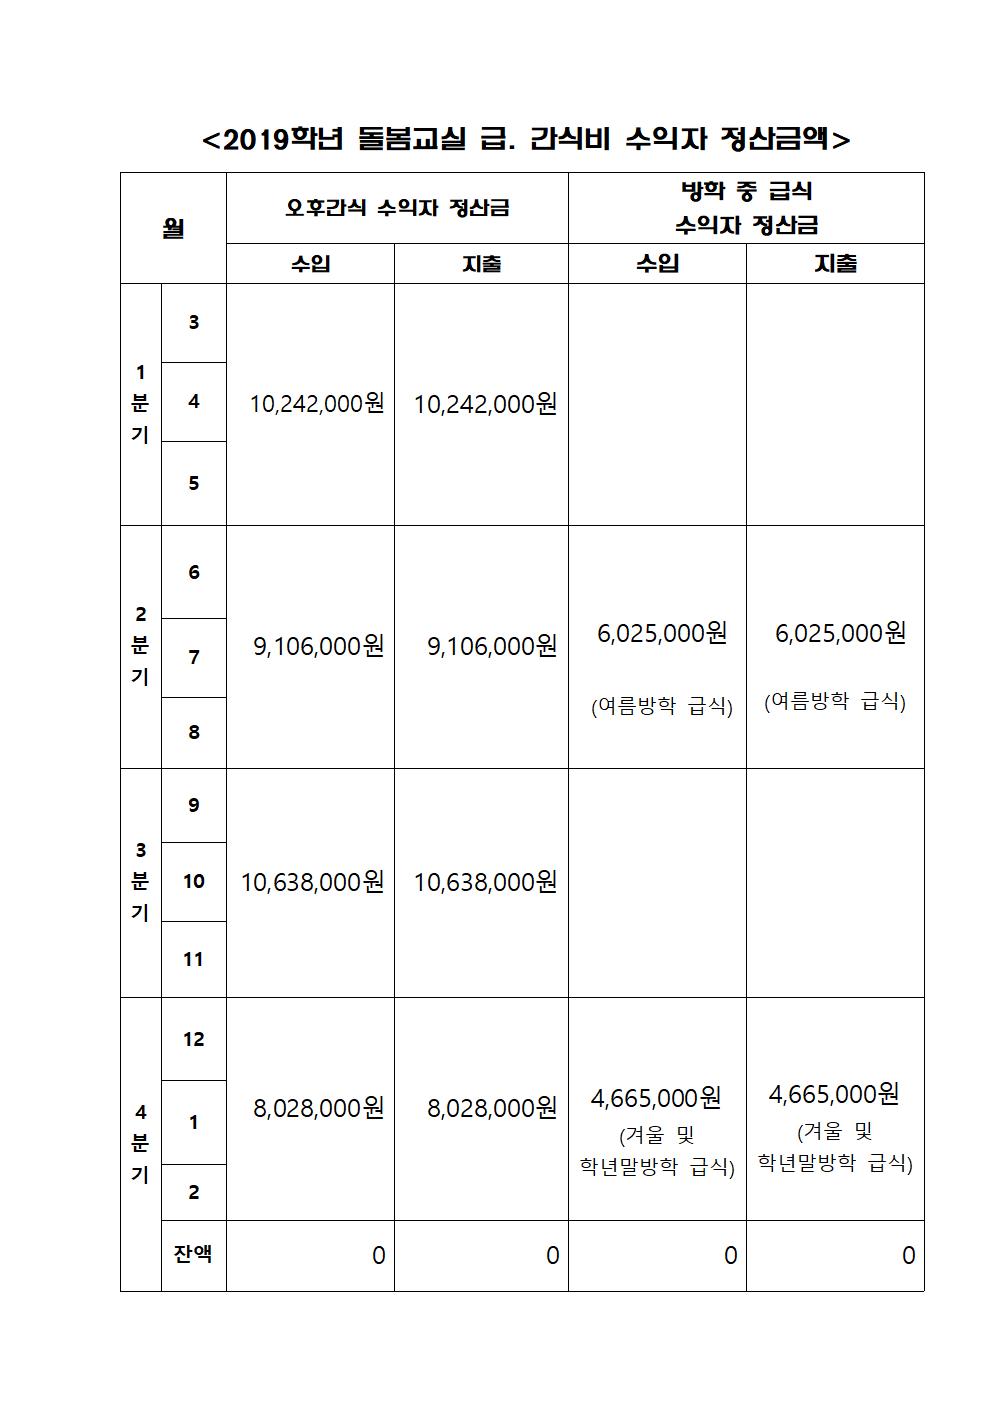 <2019학년 돌봄교실 급. 간식비 수익자 정산금액>
월
오후간식 수익자 정산금
방학 중 급식
수익자 정산금
수입
지출
수입
지출
1
분
기
3
4
5
10,242,000원
10,242,000원
2
분
기
6
7
8
9,106,000원
9,106,000원
6,025,000원
(여름방학 급식)
6,025,000원
(여름방학 급식)
3
분
기
9
10
11
10,638,000원
10,638,000원
4
분
기
12
1
2
8,028,000원
8,028,000원
4,665,000원
(겨울 및
학년말방학 급식)
4,665,000원
(겨울 및
학년말방학 급식)
잔액
0
0
0
0